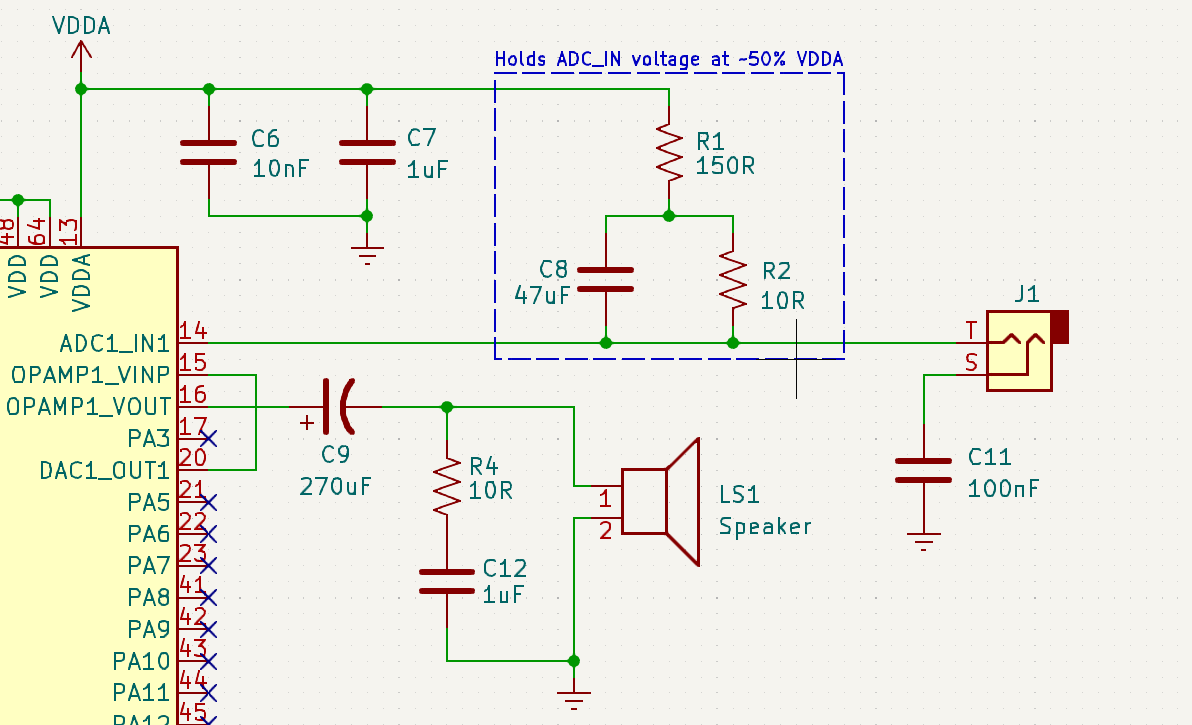 VDDA
Holds ADC_IN voltage at ~50% VDDA
C6
10nF
C7
1uF
R1
150R
C8
47uF
R2
10R
48
64
13
VDD
VDD
VDDA
J1
T
S
ADC1_IN1
14
OPAMP1_VINP
15
OPAMP1_VOUT
16
PA3
17
DAC1_OUT1
20
PA5
21
PA6
22
PA7
23
PA8
41
PA9
42
PA10
43
PA11
44
PA12
45
+
C9
270uF
R4
10R
C12
1uF
1
2
LS1
Speaker
C11
100nF